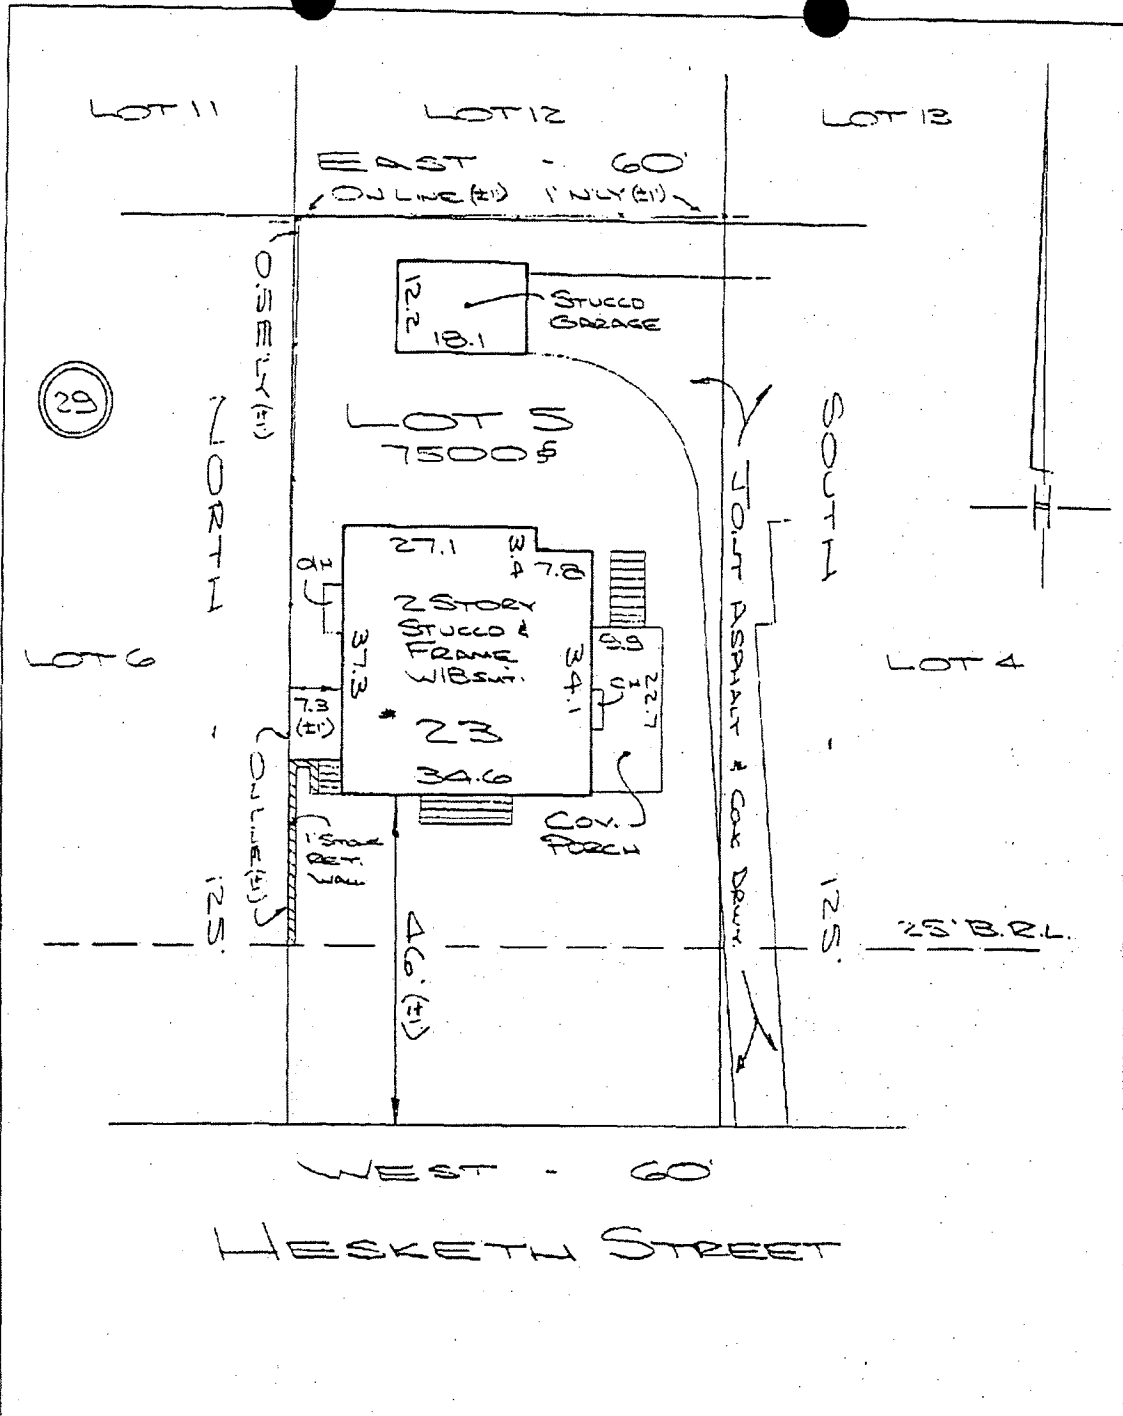 LOT 11
LOT 12
LOT 13
EAST - 60'
ON LINE (±1') 1' NLY (±1')
0.5 E'LY (±1')
12.2
18.1
STUCCO
GARAGE
29
LOT 5
7500
NORTH - 125'
SOUTH - 125'
27.1
3.4
7.8
2 STORY
STUCCO &
FRAME
W/BSMT.
37.3
34.1
9.9
22.7
CH
LOT 6
LOT 4
7.3
(±1')
# 23
34.6
COV.
PORCH
1' STONE
RET.
WALL
ON LINE (±1')
46' (±1')
JOINT ASPHALT & CONC DRWY.
25' B.R.L.
WEST - 60'
HESKETH STREET